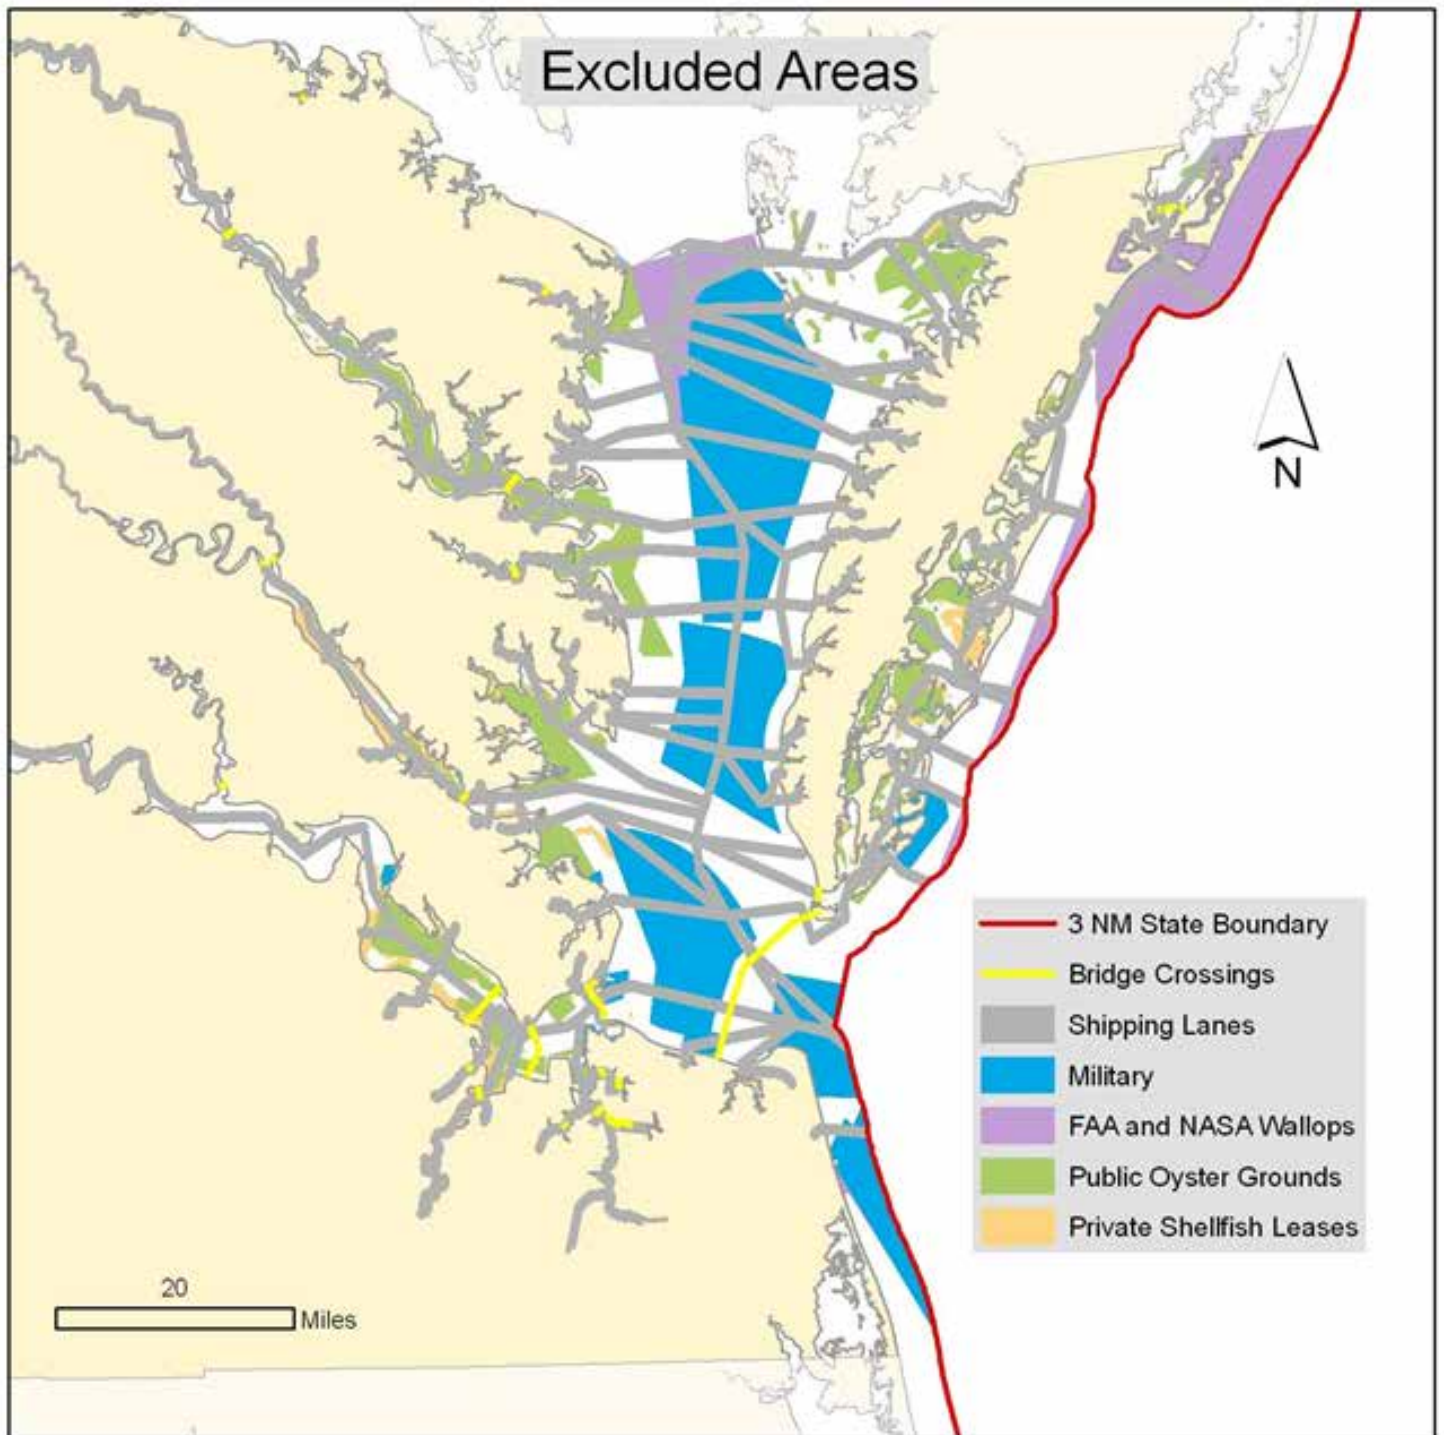 Excluded Areas
N
3 NM State Boundary
Bridge Crossings
Shipping Lanes
Military
FAA and NASA Wallops
Public Oyster Grounds
Private Shellfish Leases
20
Miles